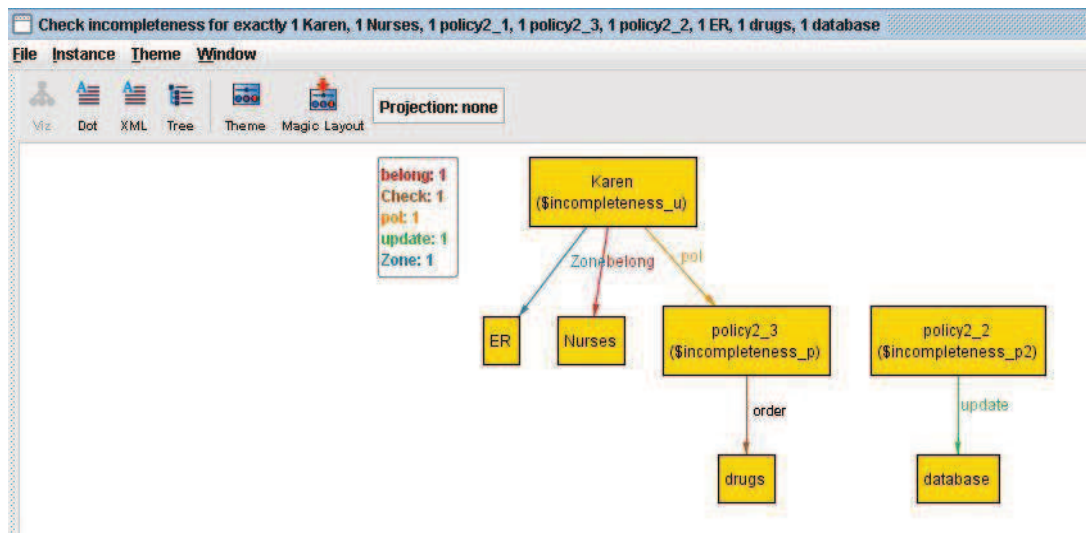 Check incompleteness for exactly 1 Karen, 1 Nurses, 1 policy2_1, 1 policy2_3, 1 policy2_2, 1 ER, 1 drugs, 1 database
File Instance Theme Window
Viz Dot XML Tree Theme Magic Layout Projection: none
belong: 1
Check: 1
pol: 1
update: 1
Zone: 1
Karen
($incompleteness_u)
Zone belong pol
ER
Nurses
policy2_3
($incompleteness_p)
policy2_2
($incompleteness_p2)
order
update
drugs
database